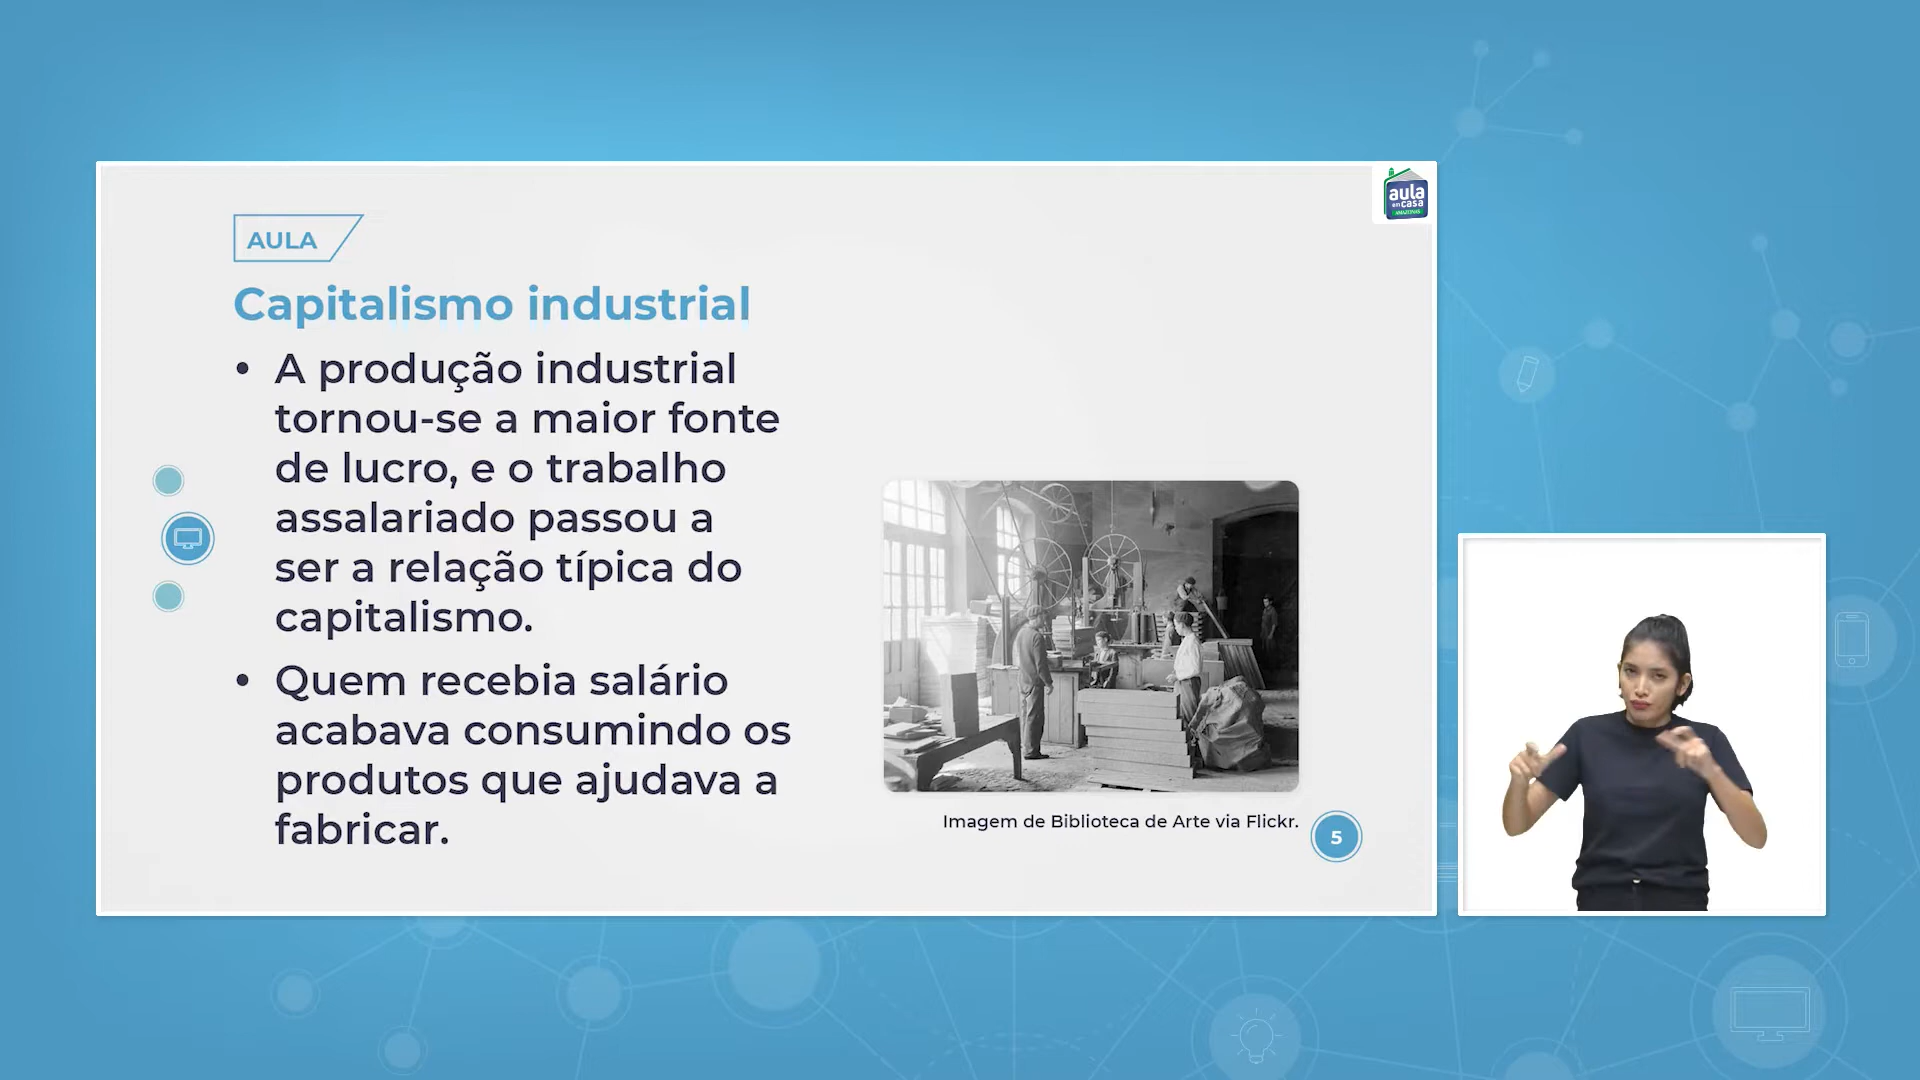 aula
em casa
AMAZONAS
AULA
Capitalismo industrial
• A produção industrial
tornou-se a maior fonte
de lucro, e o trabalho
assalariado passou a
ser a relação típica do
capitalismo.
• Quem recebia salário
acabava consumindo os
produtos que ajudava a
fabricar.
Imagem de Biblioteca de Arte via Flickr.
5